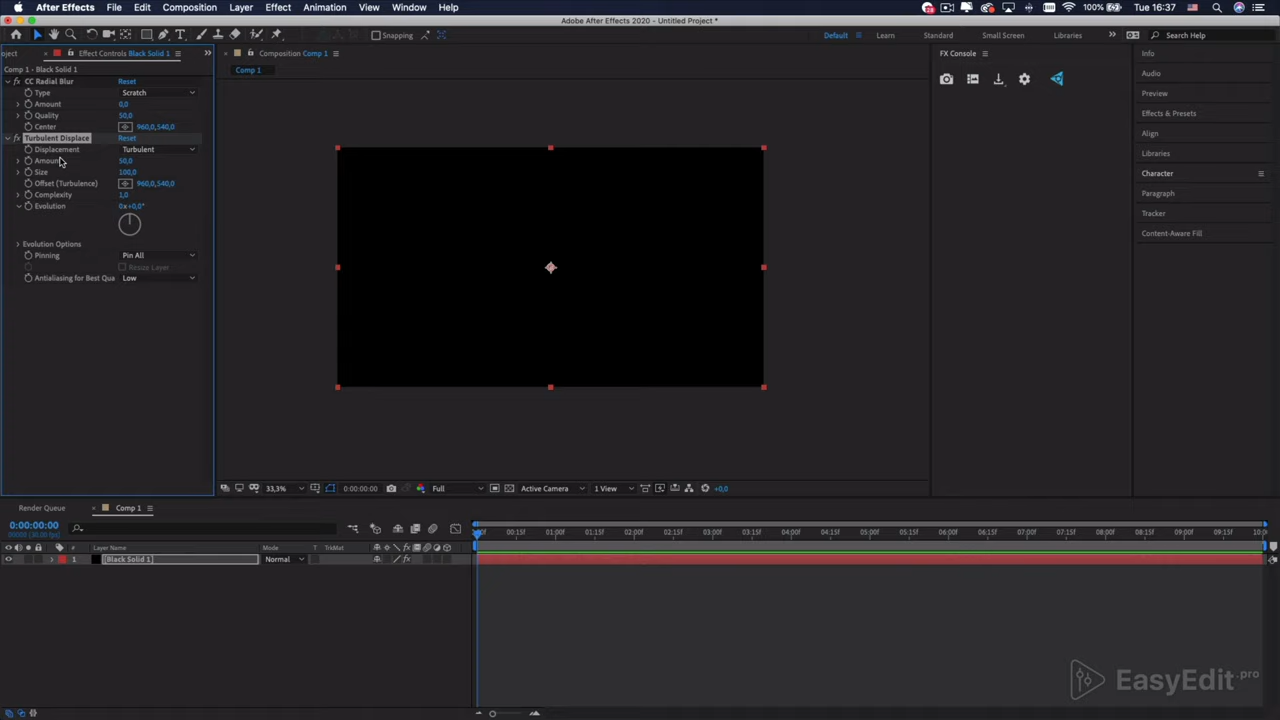 After Effects File Edit Composition Layer Effect Animation View Window Help 100% Tue 16:37
Adobe After Effects 2020 - Untitled Project *
Snapping Default Learn Standard Small Screen Libraries Search Help
oject Effect Controls Black Solid 1 Composition Comp 1 FX Console Info
Comp 1 • Black Solid 1 Comp 1 Audio
CC Radial Blur Reset
Type Scratch Preview
Amount 0,0
Quality 50,0 Effects & Presets
Center 960,0,540,0
Turbulent Displace Reset Align
Displacement Turbulent Libraries
Amount 50,0
Size 100,0 Character
Offset (Turbulence) 960,0,540,0
Complexity 1,0 Paragraph
Evolution 0x+0,0° Tracker
Evolution Options Content-Aware Fill
Pinning Pin All
Resize Layer
Antialiasing for Best Qua Low
33,3% 0:00:00:00 Full Active Camera 1 View +0,0
Render Queue Comp 1
0:00:00:00
00000 (30.00 fps)
00:15f 01:00f 01:15f 02:00f 02:15f 03:00f 03:15f 04:00f 04:15f 05:00f 05:15f 06:00f 06:15f 07:00f 07:15f 08:00f 08:15f 09:00f 09:15f 10:0
# Layer Name Mode T TrkMat
1 [Black Solid 1] Normal
EasyEdit.pro